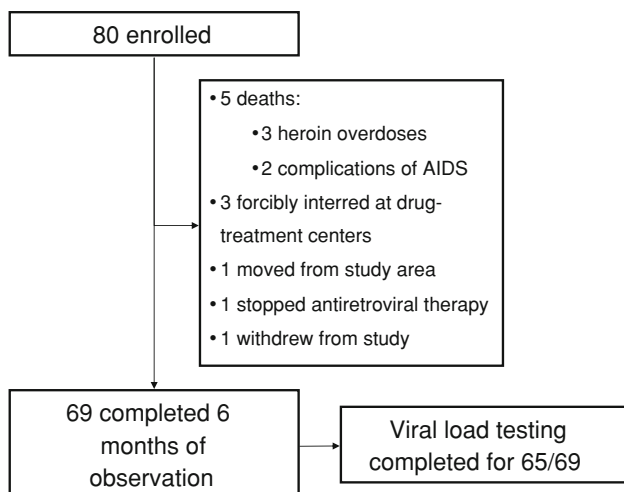 80 enrolled
• 5 deaths:
• 3 heroin overdoses
• 2 complications of AIDS
• 3 forcibly interred at drug-
treatment centers
• 1 moved from study area
• 1 stopped antiretroviral therapy
• 1 withdrew from study
69 completed 6
months of
observation
Viral load testing
completed for 65/69